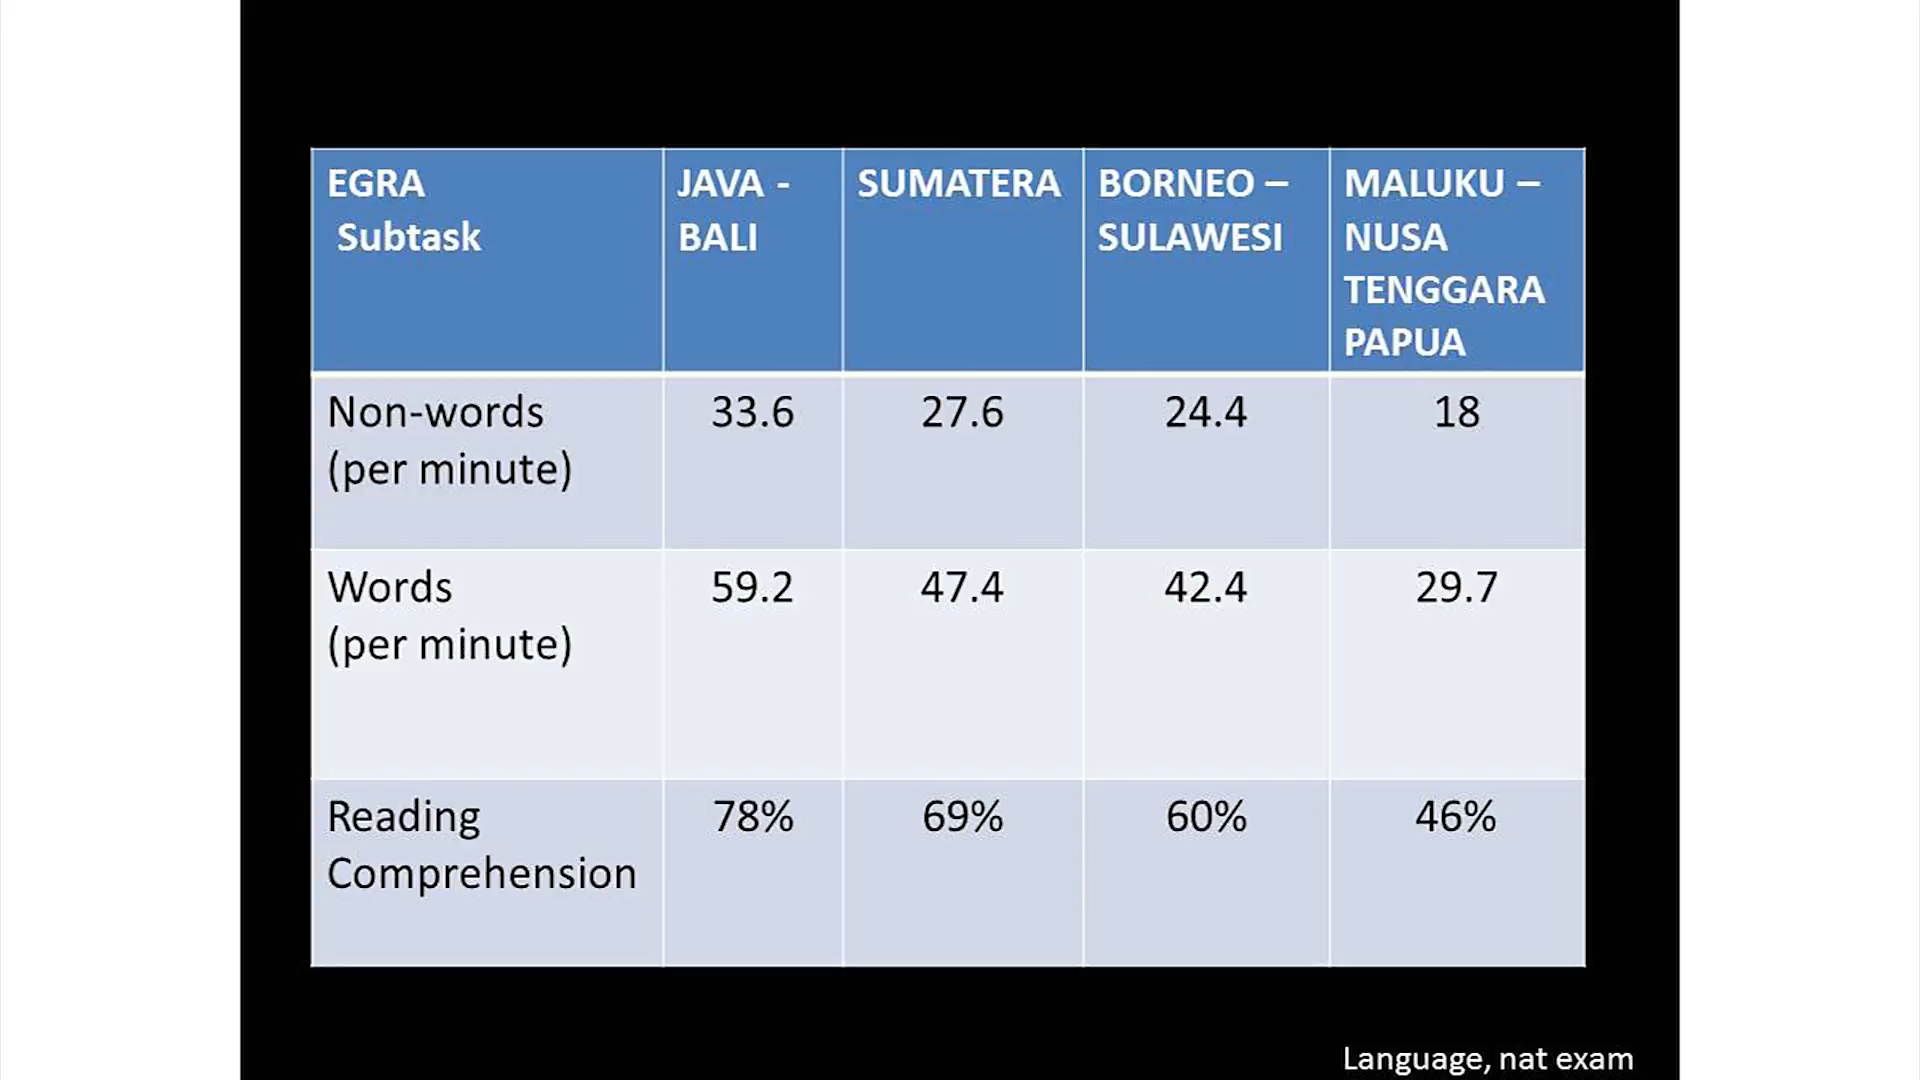 EGRA
Subtask
JAVA -
BALI
SUMATERA
BORNEO –
SULAWESI
MALUKU –
NUSA
TENGGARA
PAPUA
Non-words
(per minute)
33.6
27.6
24.4
18
Words
(per minute)
59.2
47.4
42.4
29.7
Reading
Comprehension
78%
69%
60%
46%
Language, nat exam